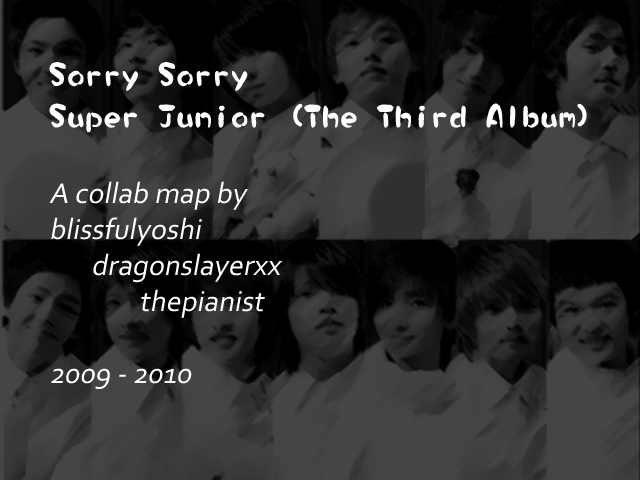 Sorry Sorry
Super Junior (The Third Album)
A collab map by
blissfulyoshi
dragonslayerxx
thepianist
2009 - 2010